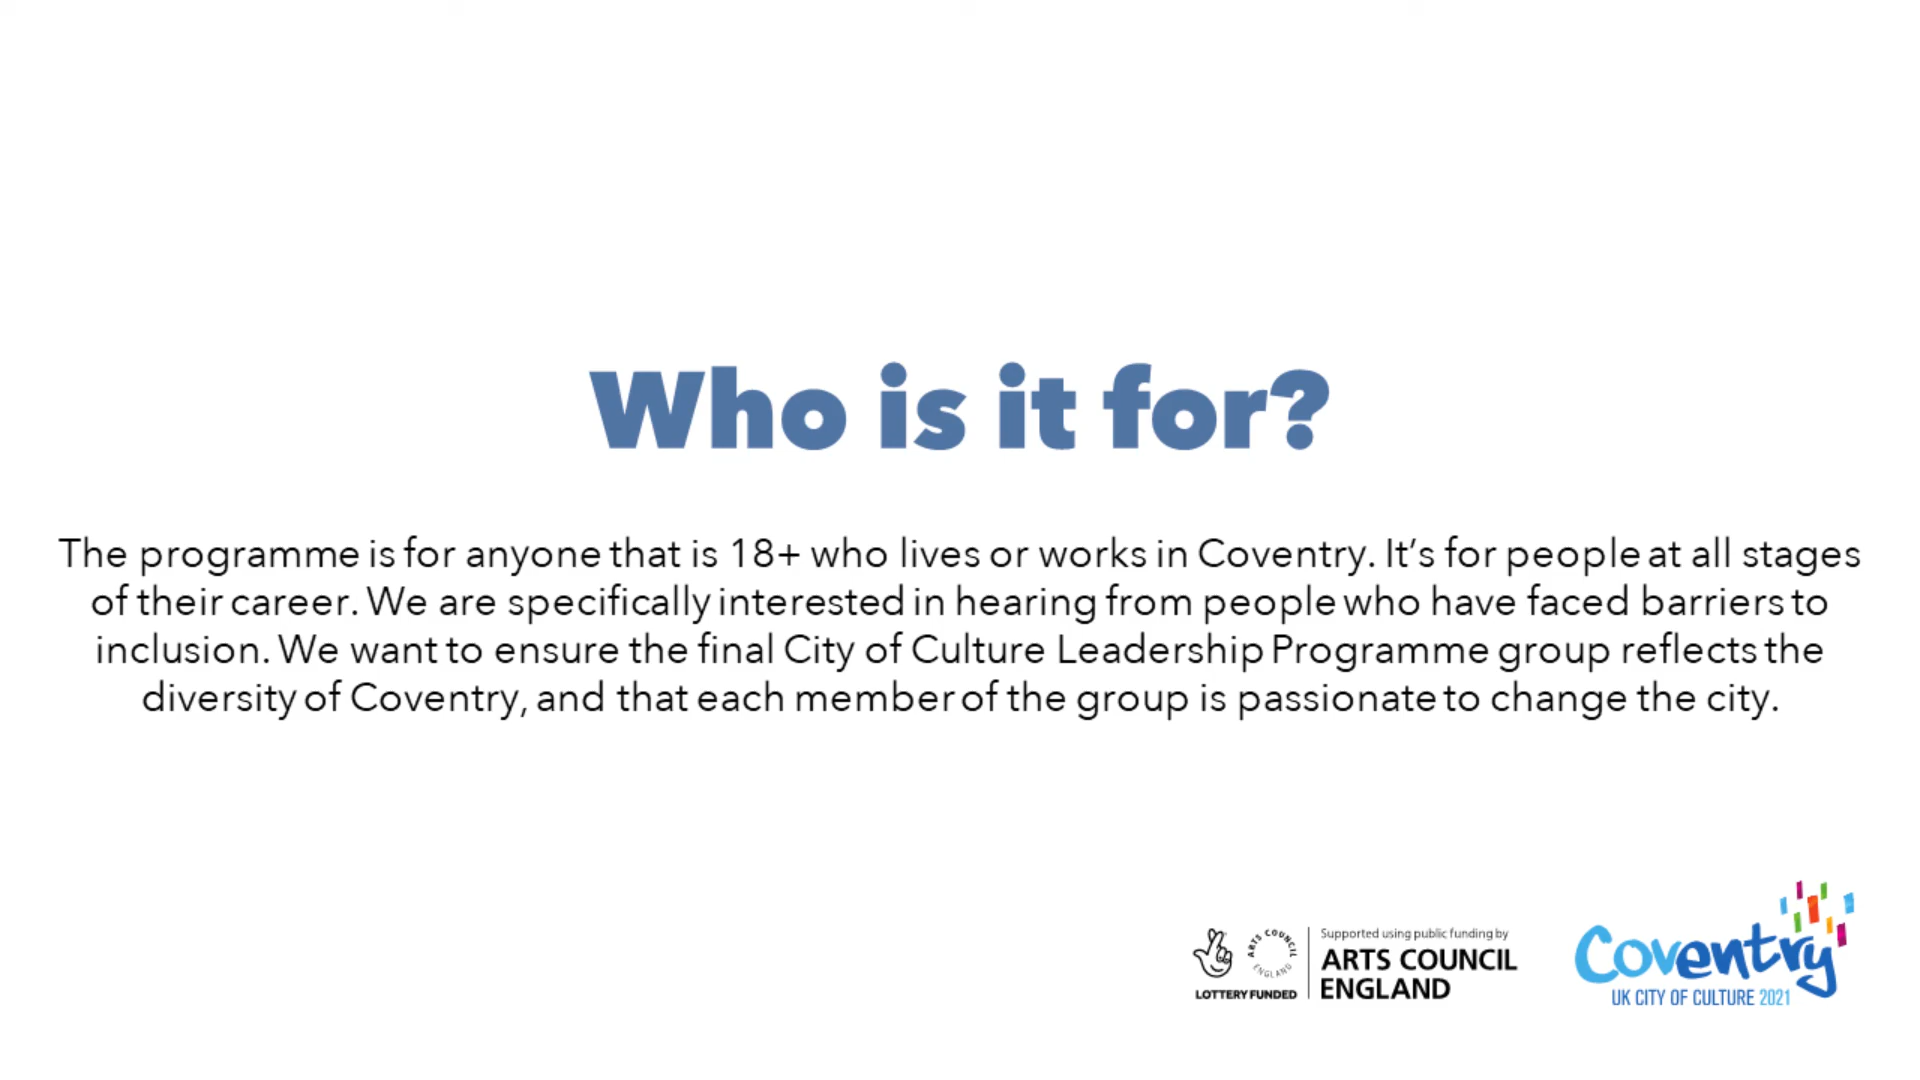 Who is it for?
The programme is for anyone that is 18+ who lives or works in Coventry. It’s for people at all stages
of their career. We are specifically interested in hearing from people who have faced barriers to
inclusion. We want to ensure the final City of Culture Leadership Programme group reflects the
diversity of Coventry, and that each member of the group is passionate to change the city.
LOTTERY FUNDED
ARTS COUNCIL
ENGLAND
Supported using public funding by
ARTS COUNCIL
ENGLAND
Coventry
UK CITY OF CULTURE 2021